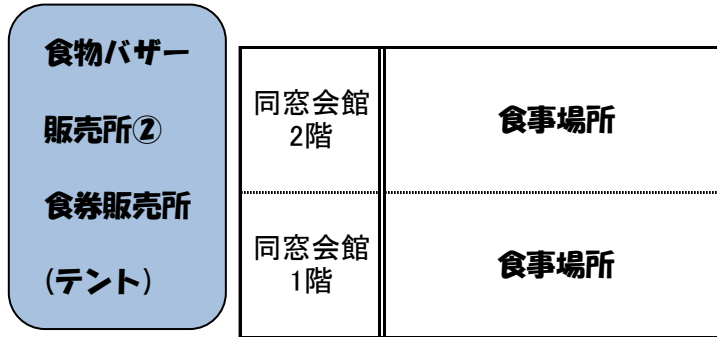 食物バザー
販売所②
食券販売所
(テント)
同窓会館
2階
食事場所
同窓会館
1階
食事場所